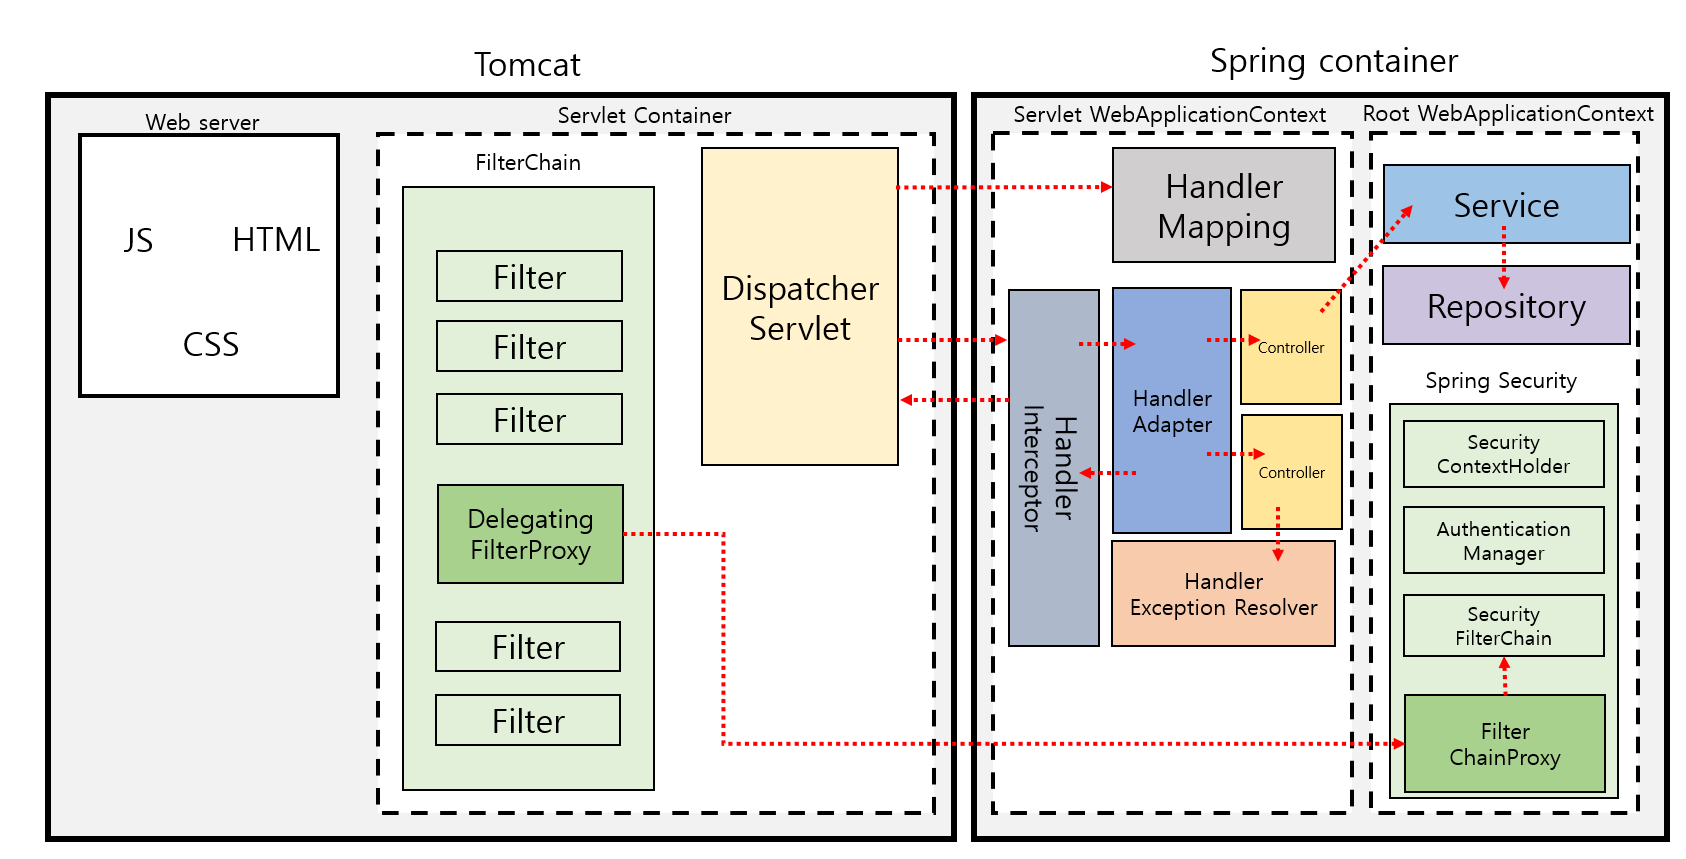 Tomcat
Web server
JS
HTML
CSS
Servlet Container
FilterChain
Filter
Filter
Filter
Delegating
FilterProxy
Filter
Filter
Dispatcher
Servlet
Spring container
Servlet WebApplicationContext
Handler
Mapping
Handler
Interceptor
Handler
Adapter
Controller
Controller
Handler
Exception Resolver
Root WebApplicationContext
Service
Repository
Spring Security
Security
ContextHolder
Authentication
Manager
Security
FilterChain
Filter
ChainProxy